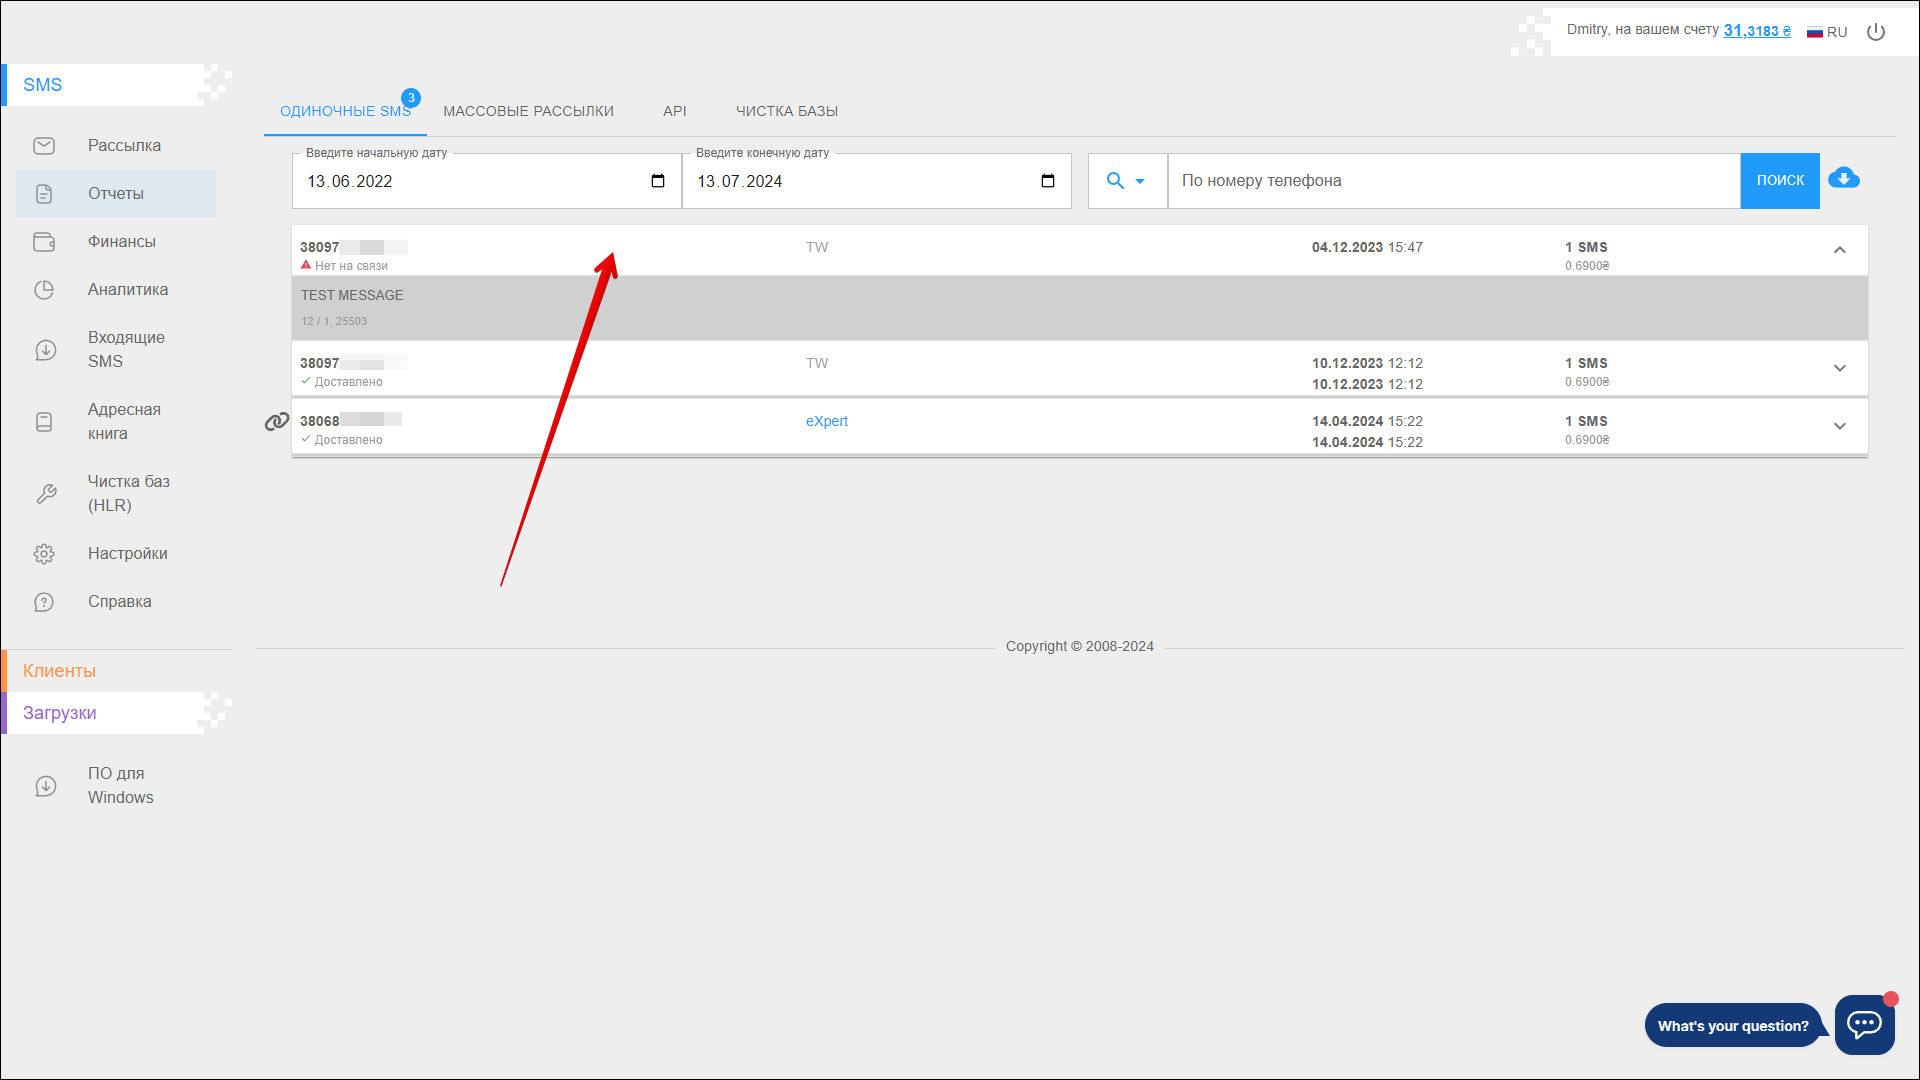 Dmitry, на вашем счету 31,3183 ₴
RU
SMS
Рассылка
Отчеты
Финансы
Аналитика
Входящие
SMS
Адресная
книга
Чистка баз
(HLR)
Настройки
Справка
Клиенты
Загрузки
ПО для
Windows
ОДИНОЧНЫЕ SMS
3
МАССОВЫЕ РАССЫЛКИ
API
ЧИСТКА БАЗЫ
Введите начальную дату
13.06.2022
Введите конечную дату
13.07.2024
По номеру телефона
ПОИСК
38097
Нет на связи
TW
04.12.2023 15:47
1 SMS
0.6900₴
TEST MESSAGE
12 / 1, 25503
38097
Доставлено
TW
10.12.2023 12:12
10.12.2023 12:12
1 SMS
0.6900₴
38068
Доставлено
eXpert
14.04.2024 15:22
14.04.2024 15:22
1 SMS
0.6900₴
Copyright © 2008-2024
What's your question?